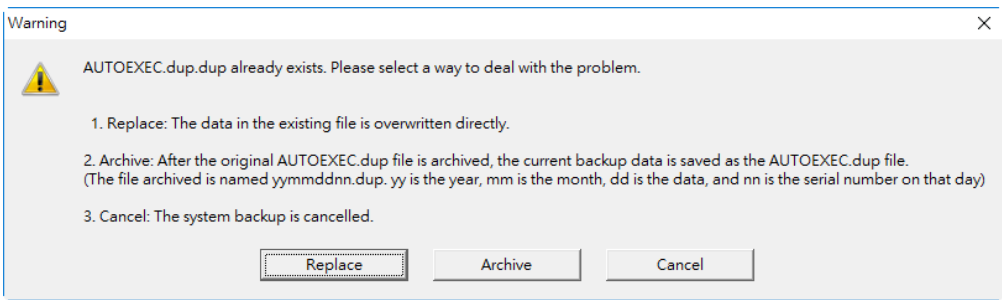 Warning
AUTOEXEC.dup.dup already exists. Please select a way to deal with the problem.
1. Replace: The data in the existing file is overwritten directly.
2. Archive: After the original AUTOEXEC.dup file is archived, the current backup data is saved as the AUTOEXEC.dup file.
(The file archived is named yymmddnn.dup. yy is the year, mm is the month, dd is the data, and nn is the serial number on that day)
3. Cancel: The system backup is cancelled.
Replace
Archive
Cancel